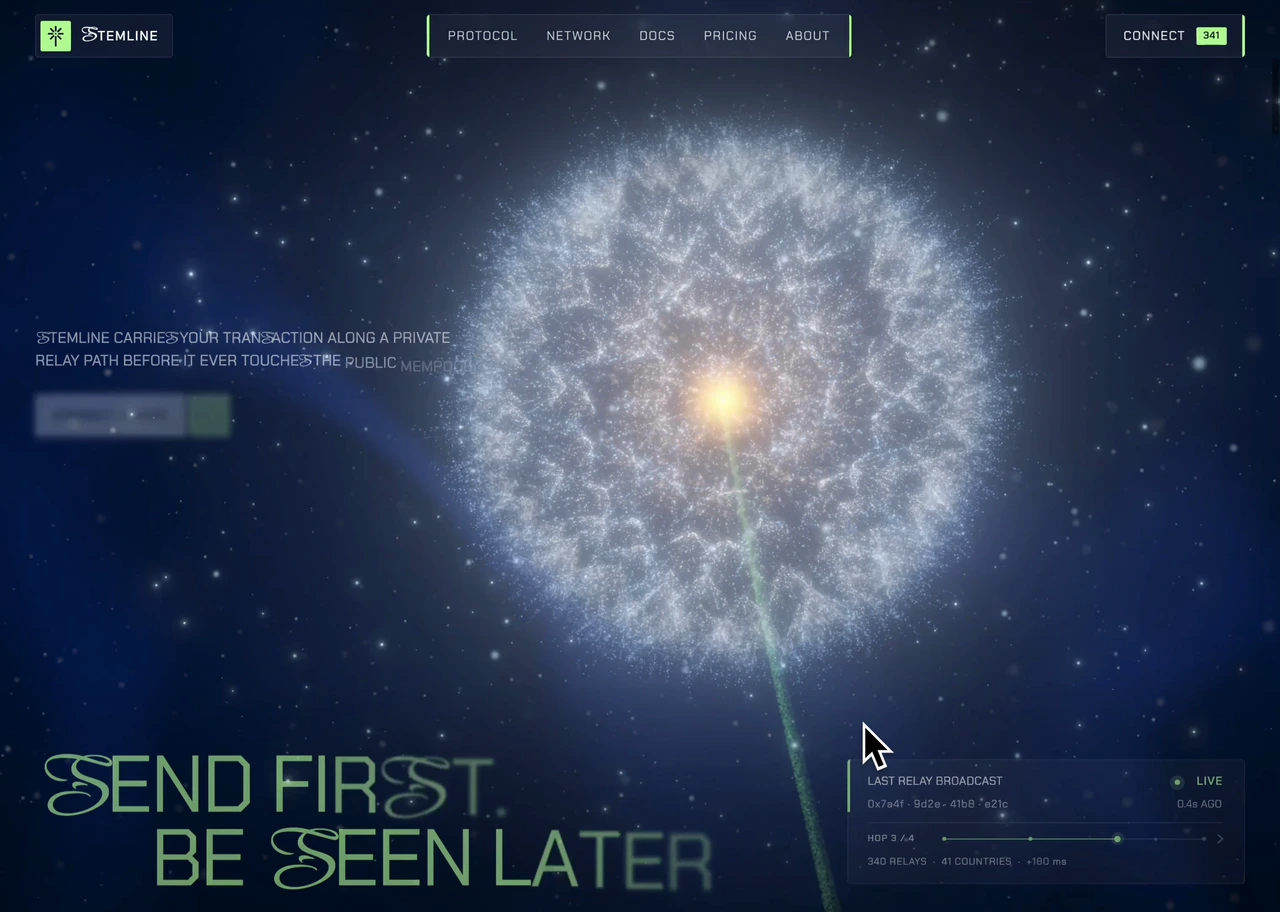 STEMLINE
PROTOCOL NETWORK DOCS PRICING ABOUT
CONNECT 341
STEMLINE CARRIES YOUR TRANSACTION ALONG A PRIVATE
RELAY PATH BEFORE IT EVER TOUCHES THE PUBLIC MEMPOOL
SEND FIRST.
BE SEEN LATER
LAST RELAY BROADCAST LIVE
0x7a4f · 9d2e · 41b8 · e21c 0.4s AGO
HOP 3 / 4
340 RELAYS · 41 COUNTRIES · +180 ms